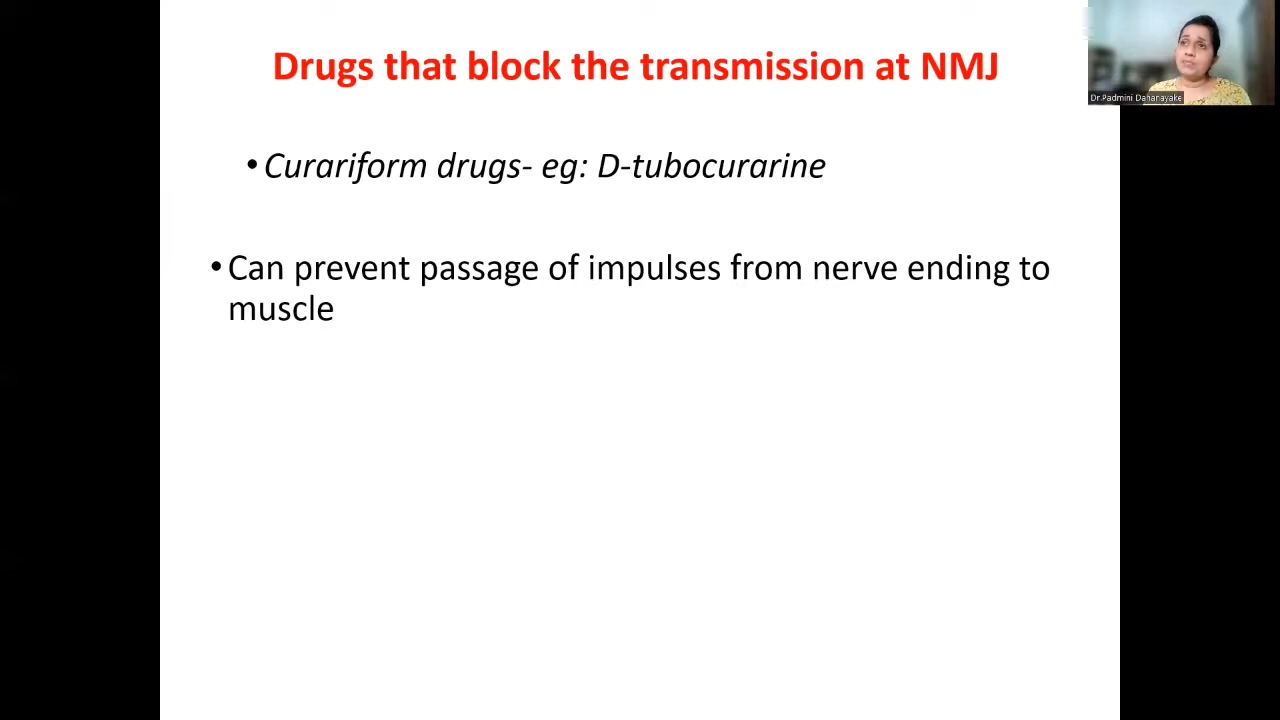 Drugs that block the transmission at NMJ
Dr.Padmini Dahanayake
•Curariform drugs- eg: D-tubocurarine
•Can prevent passage of impulses from nerve ending to
muscle